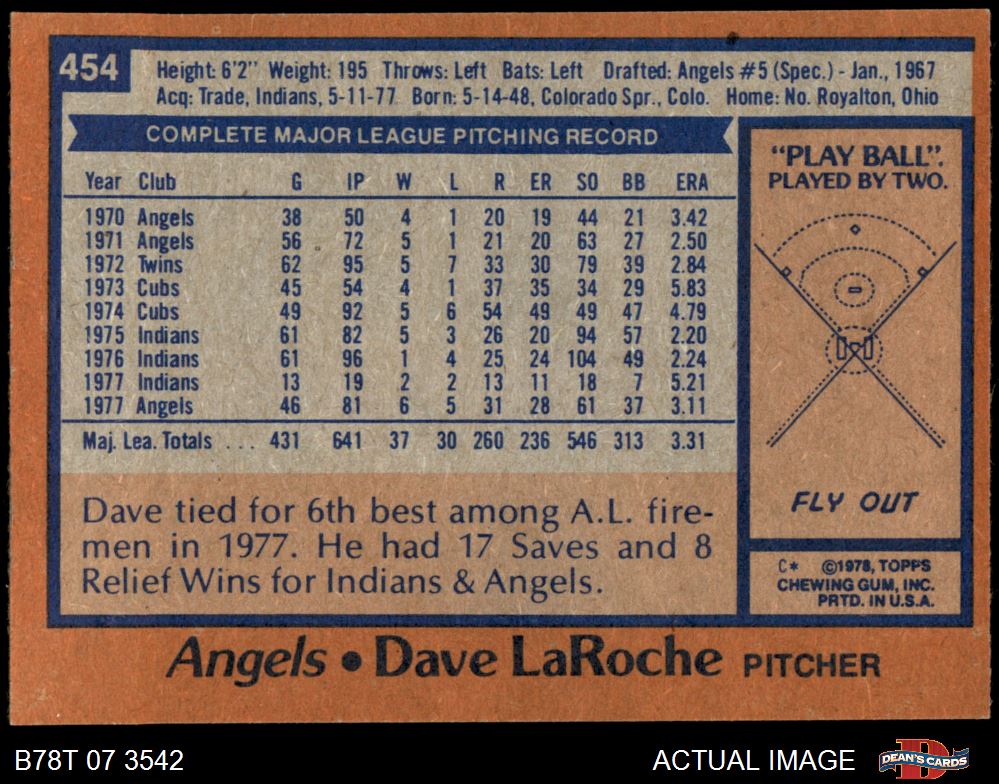 454
Height: 6'2" Weight: 195 Throws: Left Bats: Left Drafted: Angels #5 (Spec.) - Jan., 1967
Acq: Trade, Indians, 5-11-77 Born: 5-14-48, Colorado Spr., Colo. Home: No. Royalton, Ohio
COMPLETE MAJOR LEAGUE PITCHING RECORD
Year Club G IP W L R ER SO BB ERA
1970 Angels 38 50 4 1 20 19 44 21 3.42
1971 Angels 56 72 5 1 21 20 63 27 2.50
1972 Twins 62 95 5 7 33 30 79 39 2.84
1973 Cubs 45 54 4 1 37 35 34 29 5.83
1974 Cubs 49 92 5 6 54 49 49 47 4.79
1975 Indians 61 82 5 3 26 20 94 57 2.20
1976 Indians 61 96 1 4 25 24 104 49 2.24
1977 Indians 13 19 2 2 13 11 18 7 5.21
1977 Angels 46 81 6 5 31 28 61 37 3.11
Maj. Lea. Totals ... 431 641 37 30 260 236 546 313 3.31
Dave tied for 6th best among A.L. fire-
men in 1977. He had 17 Saves and 8
Relief Wins for Indians & Angels.
"PLAY BALL".
PLAYED BY TWO.
FLY OUT
C* ©1978, TOPPS
CHEWING GUM, INC.
PRTD. IN U.S.A.
Angels • Dave LaRoche PITCHER
B78T 07 3542 ACTUAL IMAGE
D
DEAN'S CARDS